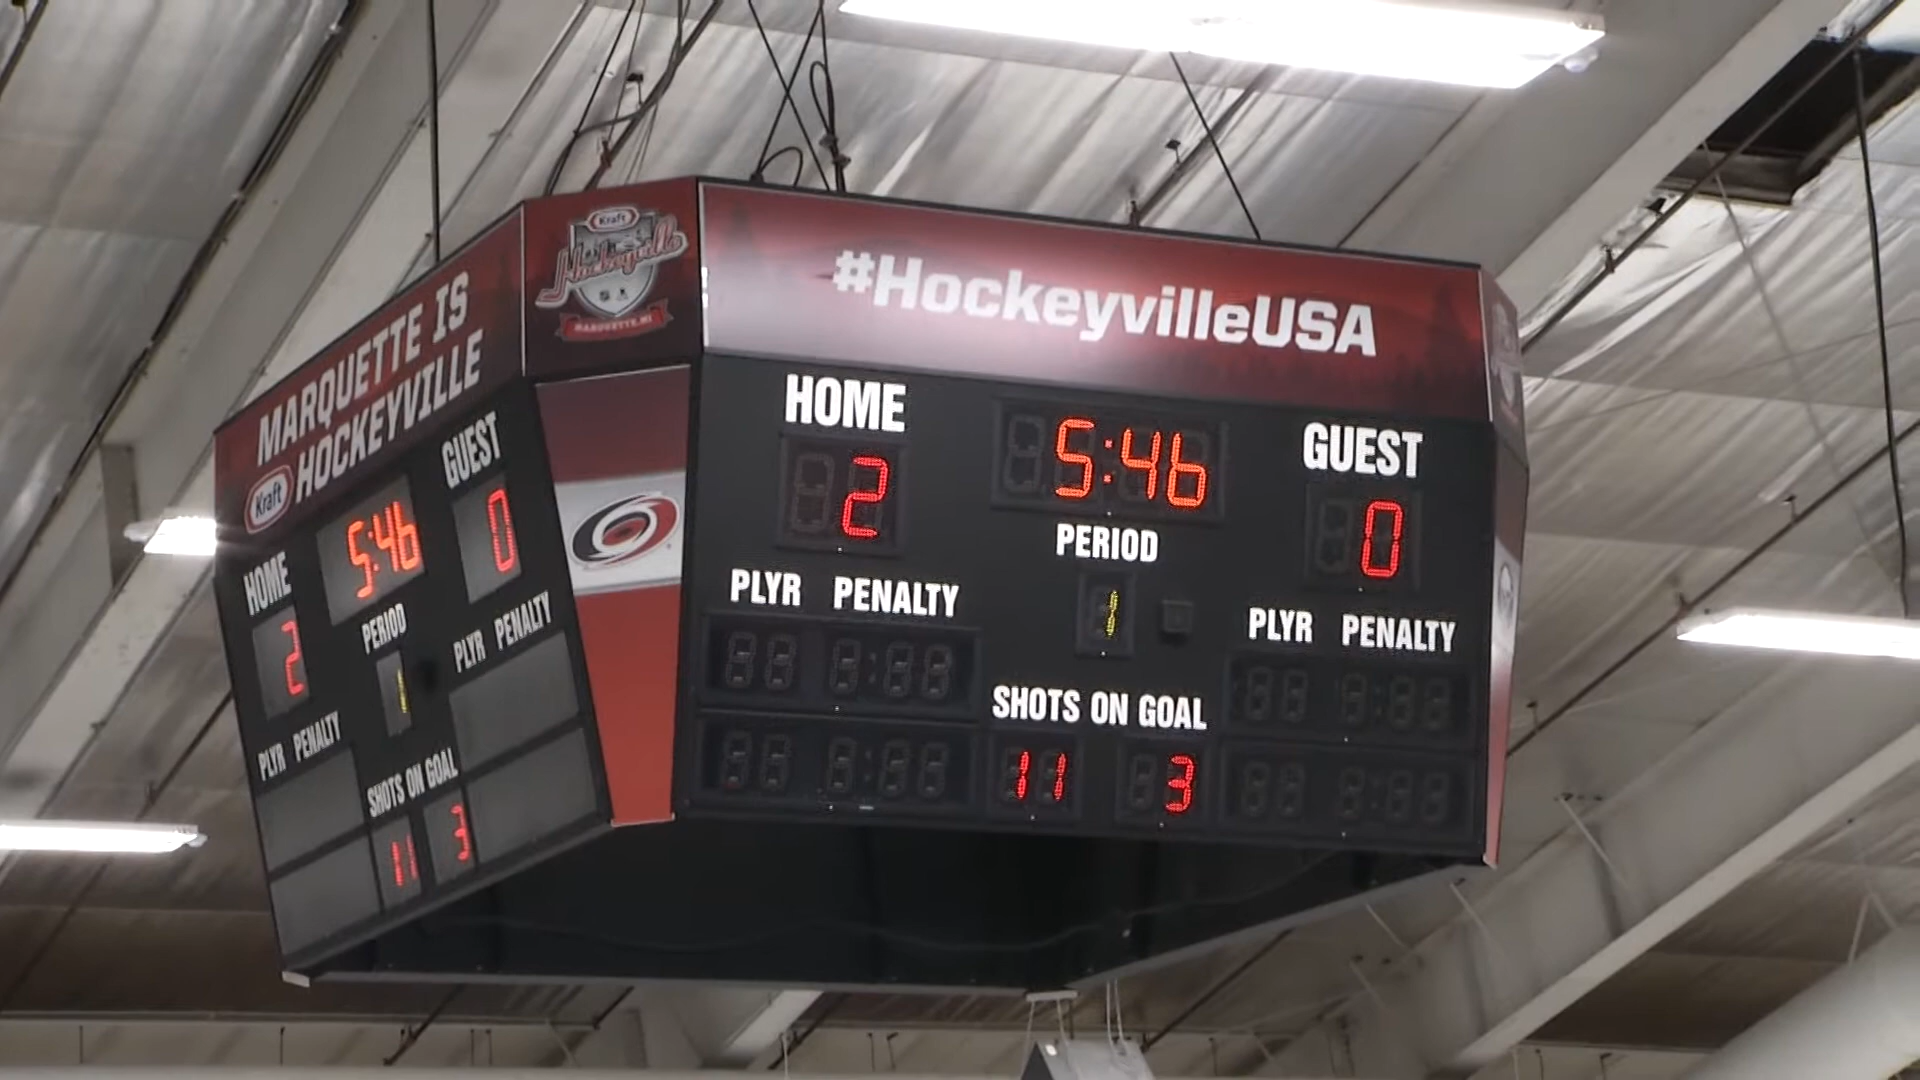 MARQUETTE IS
Kraft HOCKEYVILLE
HOME 5:46 GUEST
2 0
PERIOD
1
PLYR PENALTY PLYR PENALTY
SHOTS ON GOAL
11 3
Kraft
Hockeyville
MARQUETTE, MI
#HockeyvilleUSA
HOME 5:46 GUEST
2 0
PERIOD
1
PLYR PENALTY PLYR PENALTY
SHOTS ON GOAL
11 3